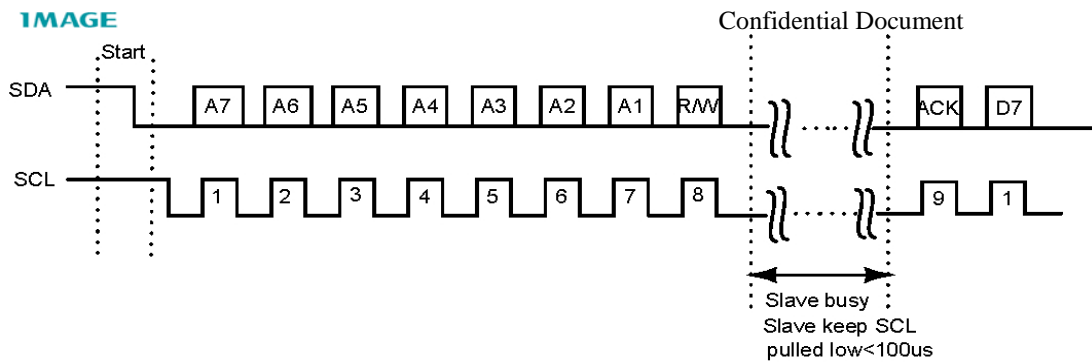 1MAGE
Confidential Document
Start
SDA
A7 A6 A5 A4 A3 A2 A1 R/W ACK D7
SCL
1 2 3 4 5 6 7 8 9 1
Slave busy
Slave keep SCL
pulled low<100us